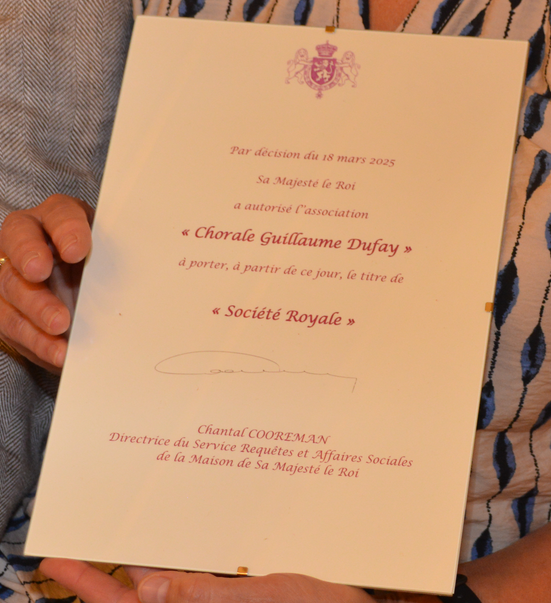 Par décision du 18 mars 2025
Sa Majesté le Roi
a autorisé l'’association
« Chorale Guillaume Dufay »
à porter, à partir de ce jour, le titre de
« Société Royale »
Chantal COOREMAN
Directrice du Service Requêtes et Affaires Sociales
de la Maison de Sa Majesté le Roi